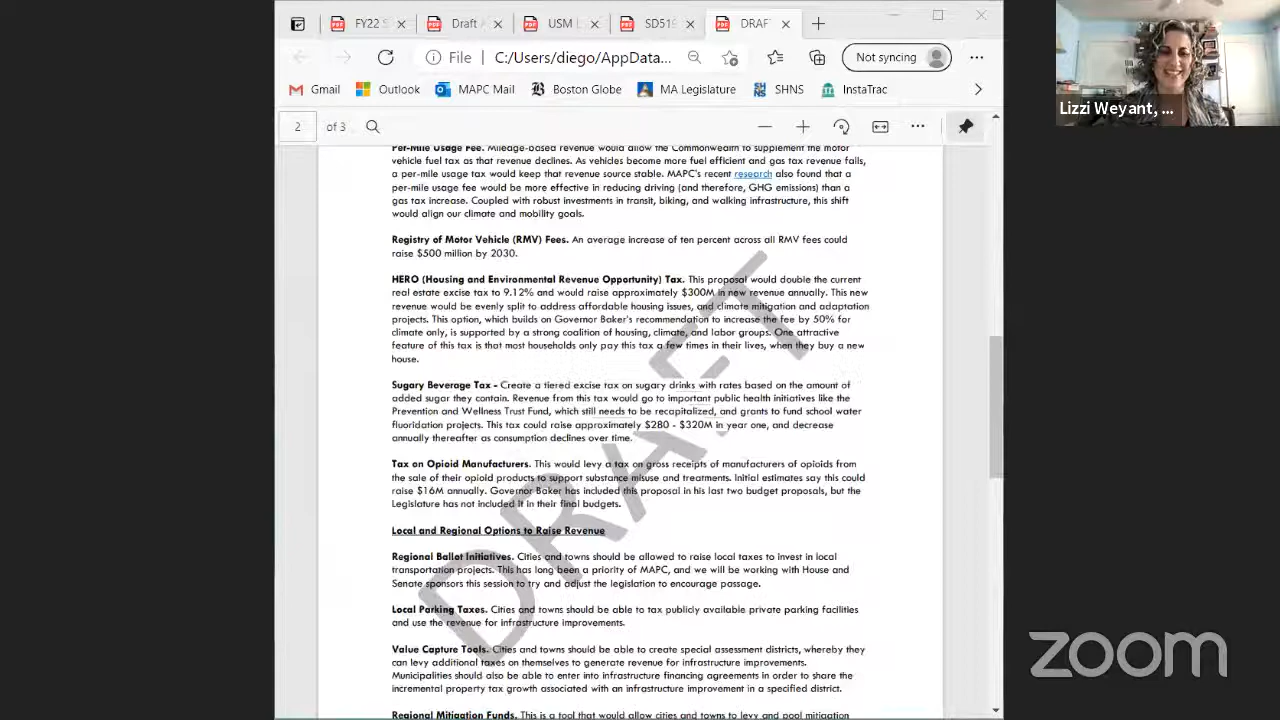 FY22 S
Draft A
USM L
SD519
DRAFT
File
C:/Users/diego/AppData...
Not syncing
Gmail
Outlook
MAPC Mail
Boston Globe
MA Legislature
SHNS
InstaTrac
2
of 3
Per-Mile Usage Fee. Mileage-based revenue would allow the Commonwealth to supplement the motor
vehicle fuel tax as that revenue declines. As vehicles become more fuel efficient and gas tax revenue falls,
a per-mile usage tax would keep that revenue source stable. MAPC's recent research also found that a
per-mile usage fee would be more effective in reducing driving (and therefore, GHG emissions) than a
gas tax increase. Coupled with robust investments in transit, biking, and walking infrastructure, this shift
would align our climate and mobility goals.
Registry of Motor Vehicle (RMV) Fees. An average increase of ten percent across all RMV fees could
raise $500 million by 2030.
HERO (Housing and Environmental Revenue Opportunity) Tax. This proposal would double the current
real estate excise tax to 9.12% and would raise approximately $300M in new revenue annually. This new
revenue would be evenly split to address affordable housing issues, and climate mitigation and adaptation
projects. This option, which builds on Governor Baker's recommendation to increase the fee by 50% for
climate only, is supported by a strong coalition of housing, climate, and labor groups. One attractive
feature of this tax is that most households only pay this tax a few times in their lives, when they buy a new
house.
Sugary Beverage Tax - Create a tiered excise tax on sugary drinks with rates based on the amount of
added sugar they contain. Revenue from this tax would go to important public health initiatives like the
Prevention and Wellness Trust Fund, which still needs to be recapitalized, and grants to fund school water
fluoridation projects. This tax could raise approximately $280 - $320M in year one, and decrease
annually thereafter as consumption declines over time.
Tax on Opioid Manufacturers. This would levy a tax on gross receipts of manufacturers of opioids from
the sale of their opioid products to support substance misuse and treatments. Initial estimates say this could
raise $16M annually. Governor Baker has included this proposal in his last two budget proposals, but the
Legislature has not included it in their final budgets.
Local and Regional Options to Raise Revenue
Regional Ballot Initiatives. Cities and towns should be allowed to raise local taxes to invest in local
transportation projects. This has long been a priority of MAPC, and we will be working with House and
Senate sponsors this session to try and adjust the legislation to encourage passage.
Local Parking Taxes. Cities and towns should be able to tax publicly available private parking facilities
and use the revenue for infrastructure improvements.
Value Capture Tools. Cities and towns should be able to create special assessment districts, whereby they
can levy additional taxes on themselves to generate revenue for infrastructure improvements.
Municipalities should also be able to enter into infrastructure financing agreements in order to share the
incremental property tax growth associated with an infrastructure improvement in a specified district.
Regional Mitigation Funds. This is a tool that would allow cities and towns to levy and pool mitigation
DRAFT
Lizzi Weyant, ...
zoom